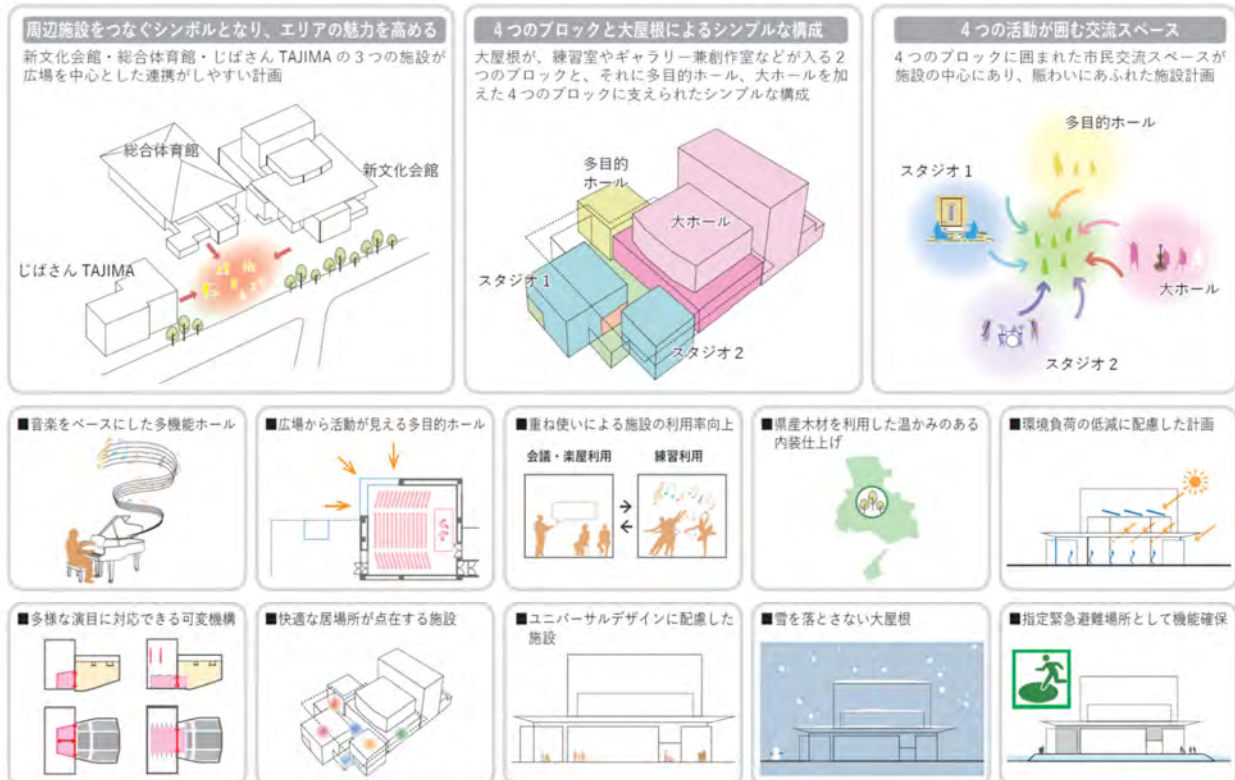 周辺施設をつなぐシンボルとなり、エリアの魅力を高める
新文化会館・総合体育館・じばさん TAJIMA の３つの施設が
広場を中心とした連携がしやすい計画
総合体育館
新文化会館
じばさん TAJIMA
４つのブロックと大屋根によるシンプルな構成
大屋根が、練習室やギャラリー兼創作室などが入る２
つのブロックと、それに多目的ホール、大ホールを加
えた４つのブロックに支えられたシンプルな構成
多目的
ホール
大ホール
スタジオ１
スタジオ２
４つの活動が囲む交流スペース
４つのブロックに囲まれた市民交流スペースが
施設の中心にあり、賑わいにあふれた施設計画
多目的ホール
スタジオ１
大ホール
スタジオ２
■音楽をベースにした多機能ホール
■広場から活動が見える多目的ホール
■重ね使いによる施設の利用率向上
会議・楽屋利用
練習利用
■県産木材を利用した温かみのある
内装仕上げ
■環境負荷の低減に配慮した計画
■多様な演目に対応できる可変機構
■快適な居場所が点在する施設
■ユニバーサルデザインに配慮した
施設
■雪を落とさない大屋根
■指定緊急避難場所として機能確保